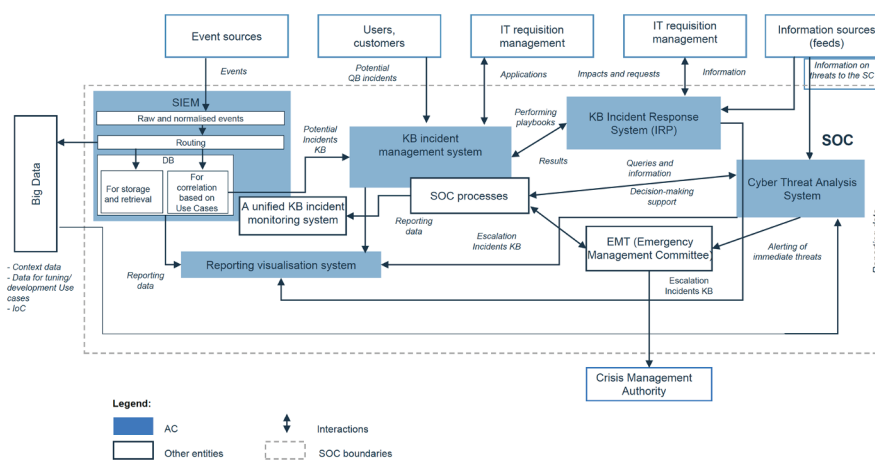 Event sources
Users,
customers
IT requisition
management
IT requisition
management
Information sources
(feeds)
Events
Potential
QB incidents
Applications
Impacts and requests
Information
Information on
threats to the SC
SIEM
Raw and normalised events
Routing
DB
For storage
and retrieval
For
correlation
based on
Use Cases
Big Data
Potential
Incidents
KB
KB incident
management system
Performing
playbooks
Results
KB Incident Response
System (IRP)
SOC
Queries and
information
Decision-making
support
Cyber Threat Analysis
System
SOC processes
A unified KB incident
monitoring system
Reporting
data
Escalation
Incidents KB
EMT (Emergency
Management Committee)
Alerting of
immediate threats
Reporting visualisation system
Reporting
data
Escalation
Incidents KB
- Context data
- Data for tuning/
development Use
cases
- IoC
Crisis Management
Authority
Legend:
AC
Interactions
Other entities
SOC boundaries